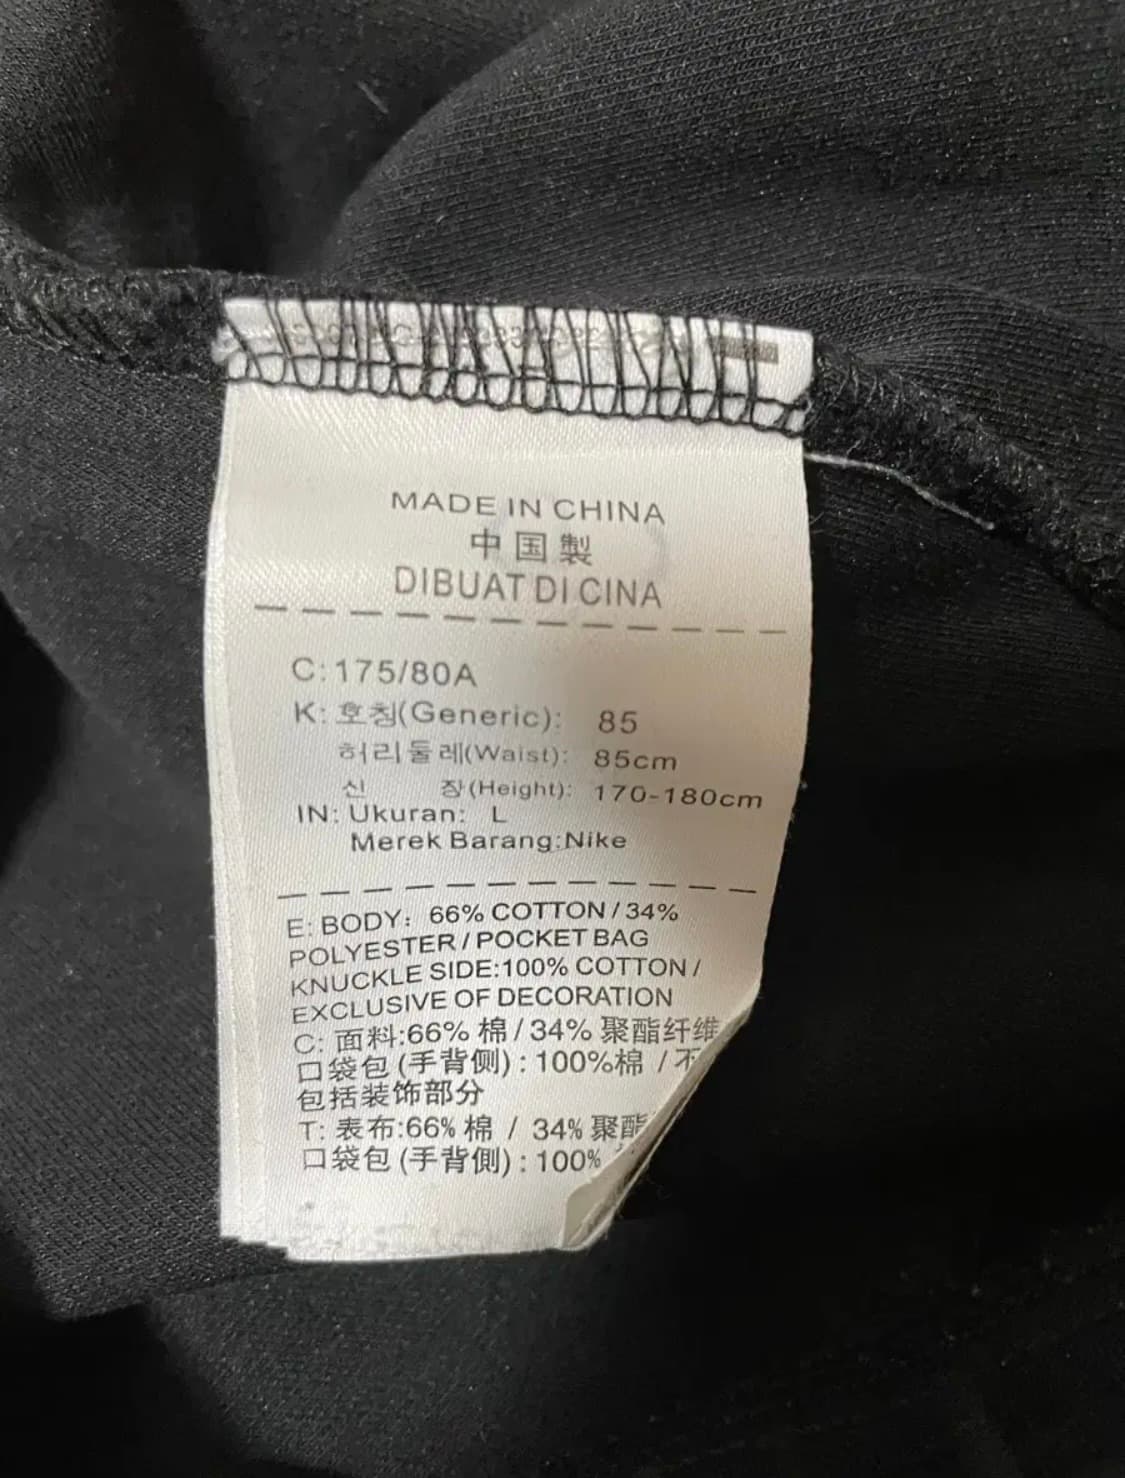 MADE IN CHINA
中国製
DIBUAT DI CINA
C: 175/80A
K: 호칭(Generic): 85
허리둘레(Waist): 85cm
신 장(Height): 170-180cm
IN: Ukuran: L
Merek Barang:Nike
E: BODY: 66% COTTON / 34%
POLYESTER / POCKET BAG
KNUCKLE SIDE:100% COTTON /
EXCLUSIVE OF DECORATION
C: 面料:66% 棉 / 34% 聚酯纤维
口袋包 (手背侧) : 100%棉 / 不
包括装饰部分
T: 表布:66% 棉 / 34% 聚酯
口袋包 (手背側) : 100%